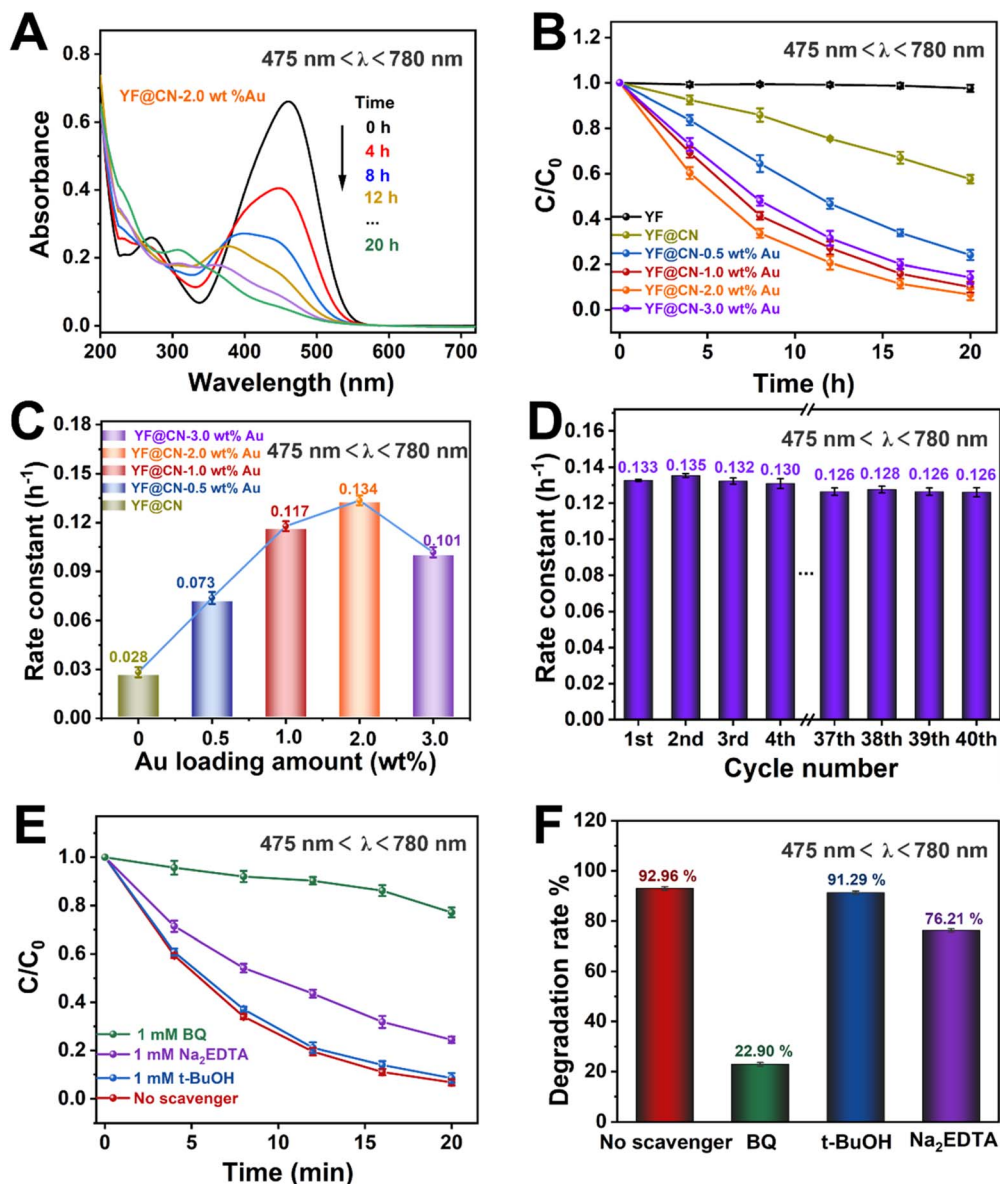 A
475 nm < λ < 780 nm
YF@CN-2.0 wt %Au
Time
0 h
4 h
8 h
12 h
...
20 h
0.8
0.6
0.4
0.2
0.0
Absorbance
200 300 400 500 600 700
Wavelength (nm)
B
475 nm < λ < 780 nm
1.2
1.0
0.8
0.6
0.4
0.2
0.0
C/C0
YF
YF@CN
YF@CN-0.5 wt% Au
YF@CN-1.0 wt% Au
YF@CN-2.0 wt% Au
YF@CN-3.0 wt% Au
0 5 10 15 20
Time (h)
C
YF@CN-3.0 wt% Au
YF@CN-2.0 wt% Au
YF@CN-1.0 wt% Au
YF@CN-0.5 wt% Au
YF@CN
475 nm < λ < 780 nm
0.18
0.15
0.12
0.09
0.06
0.03
0.00
Rate constant (h-1)
0.028
0.073
0.117
0.134
0.101
0 0.5 1.0 2.0 3.0
Au loading amount (wt%)
D
475 nm < λ < 780 nm
0.16
0.14
0.12
0.10
0.08
0.06
0.04
0.02
0.00
Rate constant (h-1)
0.133 0.135 0.132 0.130 0.126 0.128 0.126 0.126
...
1st 2nd 3rd 4th 37th 38th 39th 40th
Cycle number
E
475 nm < λ < 780 nm
1.0
0.8
0.6
0.4
0.2
0.0
C/C0
1 mM BQ
1 mM Na2EDTA
1 mM t-BuOH
No scavenger
0 5 10 15 20
Time (min)
F
475 nm < λ < 780 nm
120
100
80
60
40
20
0
Degradation rate %
92.96 %
22.90 %
91.29 %
76.21 %
No scavenger BQ t-BuOH Na2EDTA